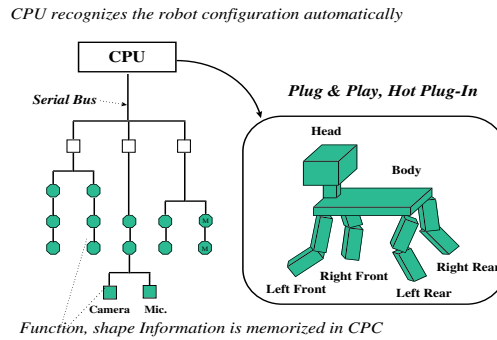 CPU recognizes the robot configuration automatically
CPU
Serial Bus
Plug & Play, Hot Plug-In
Head
Body
M
M
Right Rear
Right Front
Left Front
Left Rear
Camera
Mic.
Function, shape Information is memorized in CPC